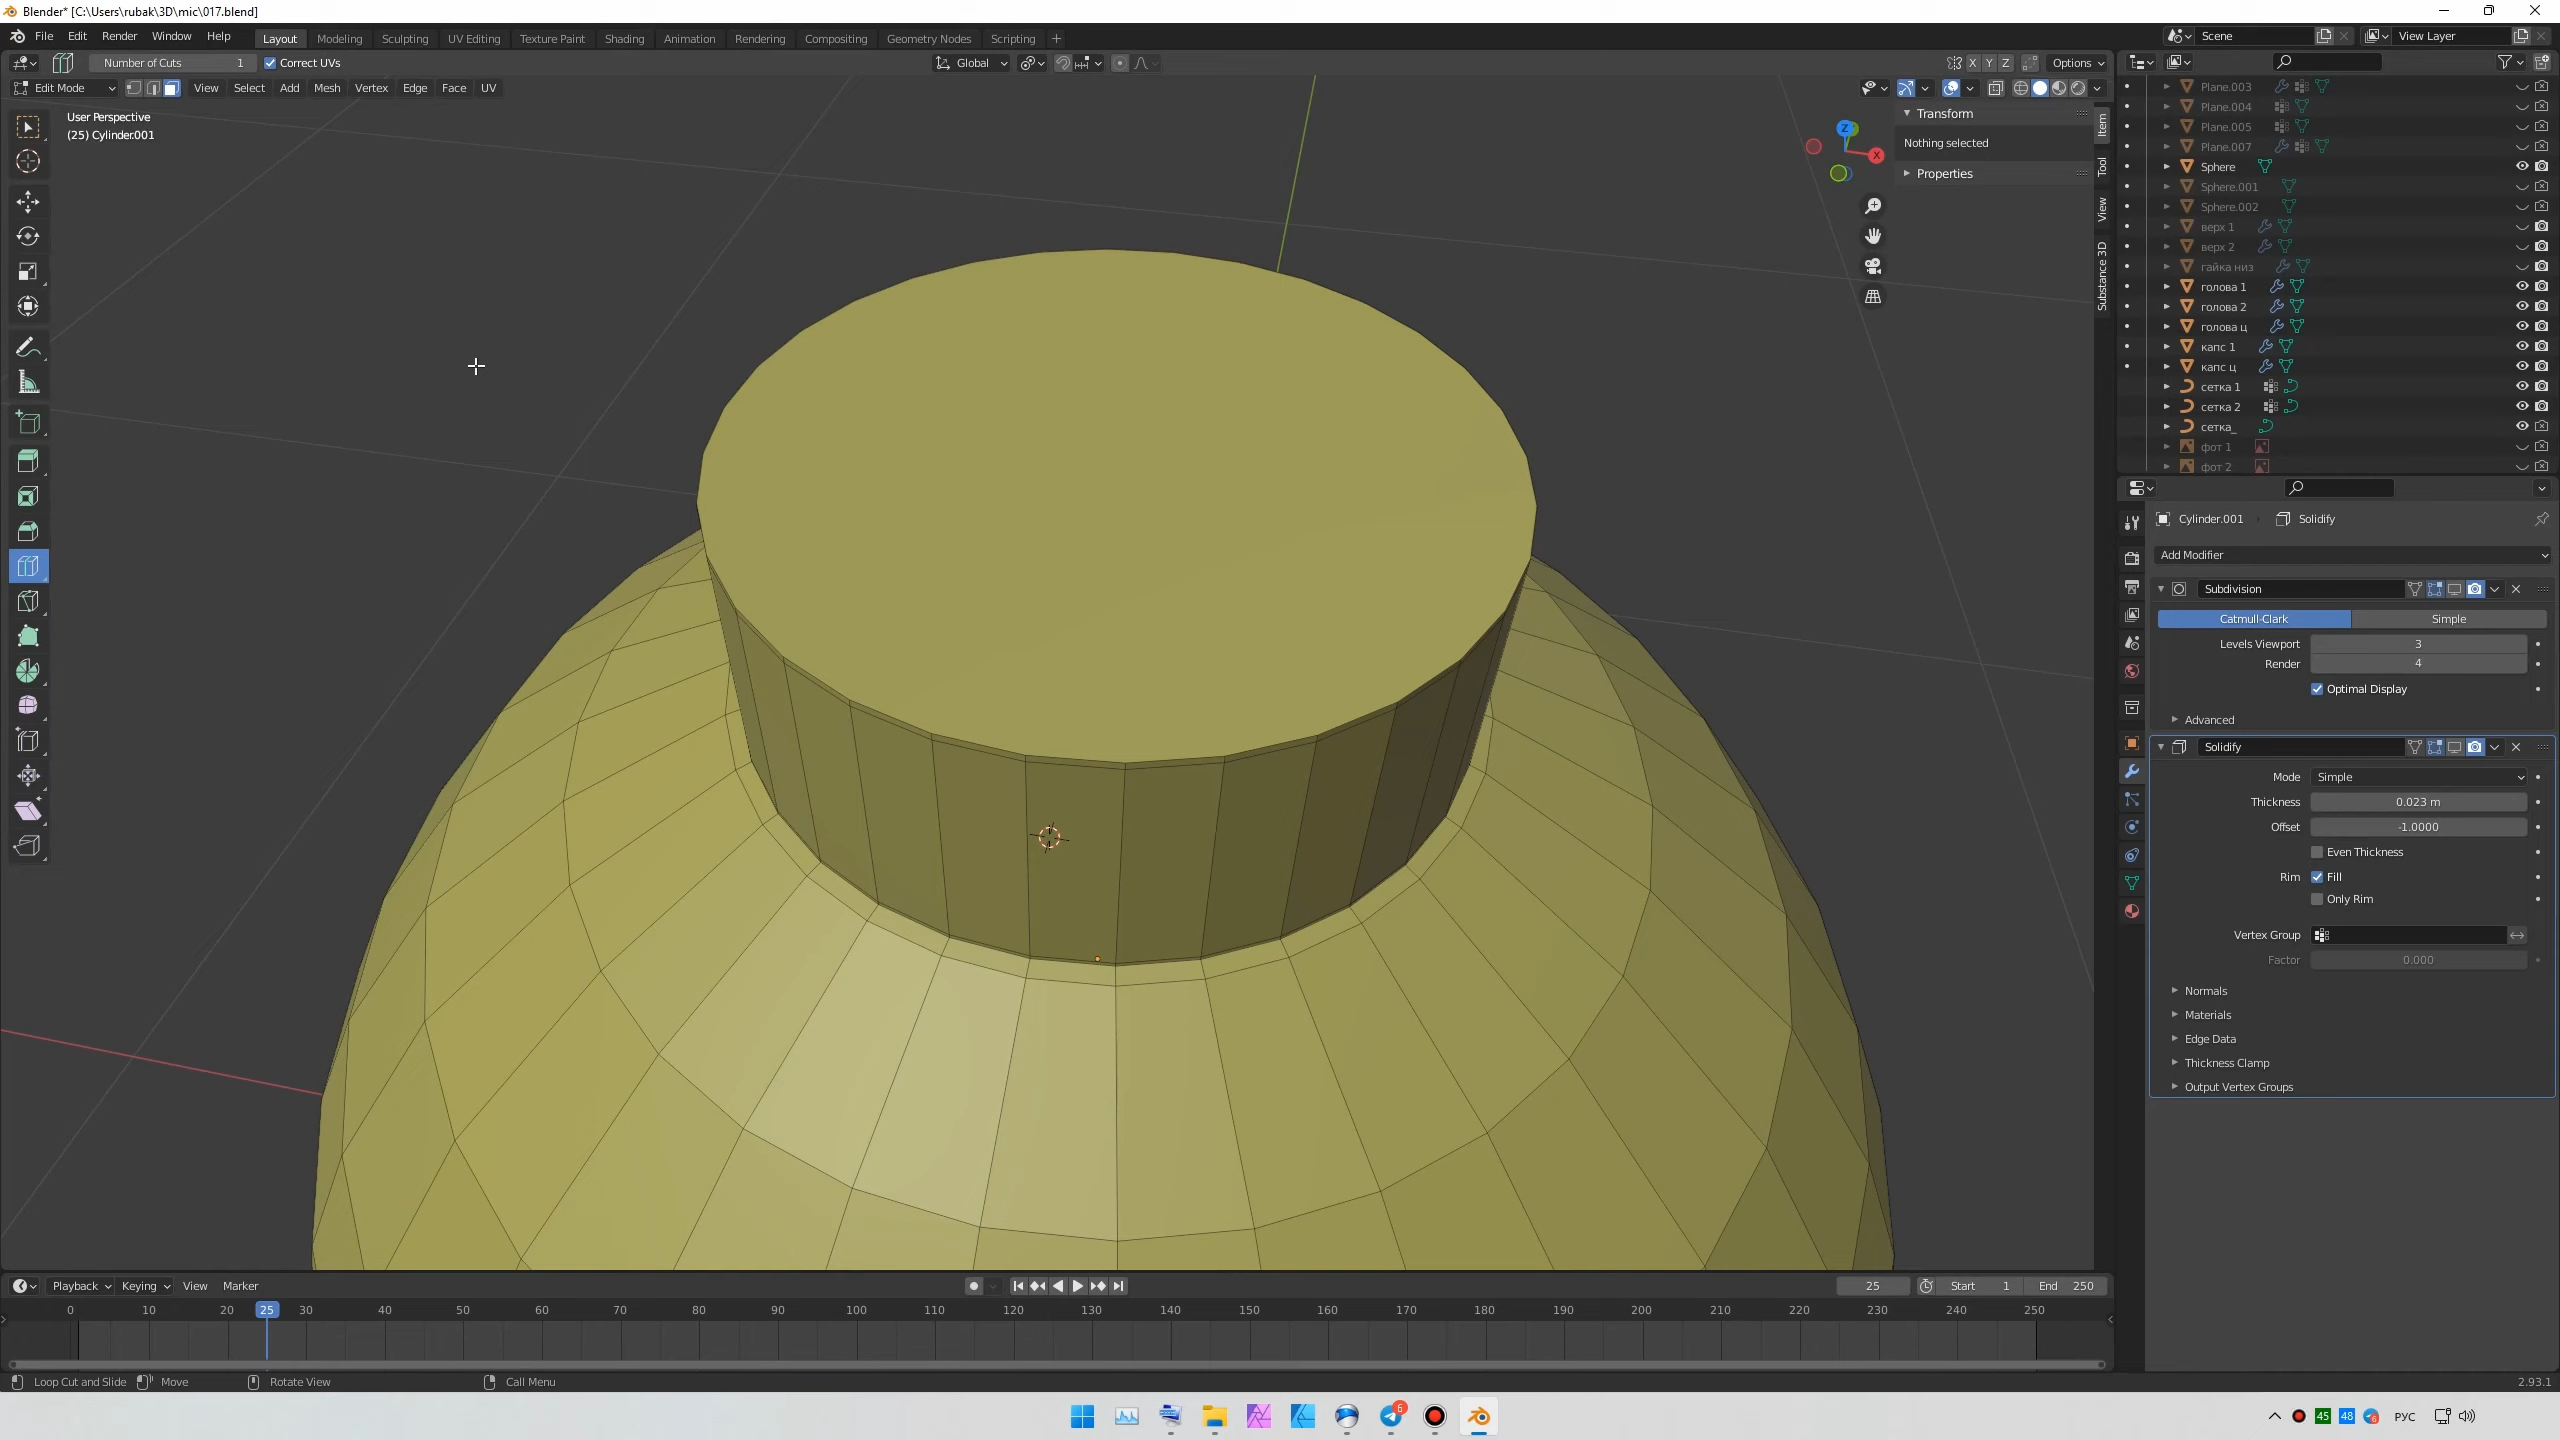 Blender* [C:\Users\rubak\3D\mic\017.blend]
File Edit Render Window Help Layout Modeling Sculpting UV Editing Texture Paint Shading Animation Rendering Compositing Geometry Nodes Scripting + Scene View Layer
Number of Cuts 1 Correct UVs Global X Y Z Options
Edit Mode View Select Add Mesh Vertex Edge Face UV
User Perspective
(25) Cylinder.001
Transform
Nothing selected
Properties
Item
Tool
View
Substance 3D
Z
X
Plane.003
Plane.004
Plane.005
Plane.007
Sphere
Sphere.001
Sphere.002
верх 1
верх 2
гайка низ
голова 1
голова 2
голова ц
капс 1
капс ц
сетка 1
сетка 2
сетка_
фот 1
фот 2
Cylinder.001 Solidify
Add Modifier
Subdivision
Catmull-Clark Simple
Levels Viewport 3
Render 4
Optimal Display
Advanced
Solidify
Mode Simple
Thickness 0.023 m
Offset -1.0000
Even Thickness
Rim Fill
Only Rim
Vertex Group
Factor 0.000
Normals
Materials
Edge Data
Thickness Clamp
Output Vertex Groups
Playback Keying View Marker 25 Start 1 End 250
0 10 20 25 30 40 50 60 70 80 90 100 110 120 130 140 150 160 170 180 190 200 210 220 230 240 250
Loop Cut and Slide Move Rotate View Call Menu 2.93.1
6 45 48 6 РУС